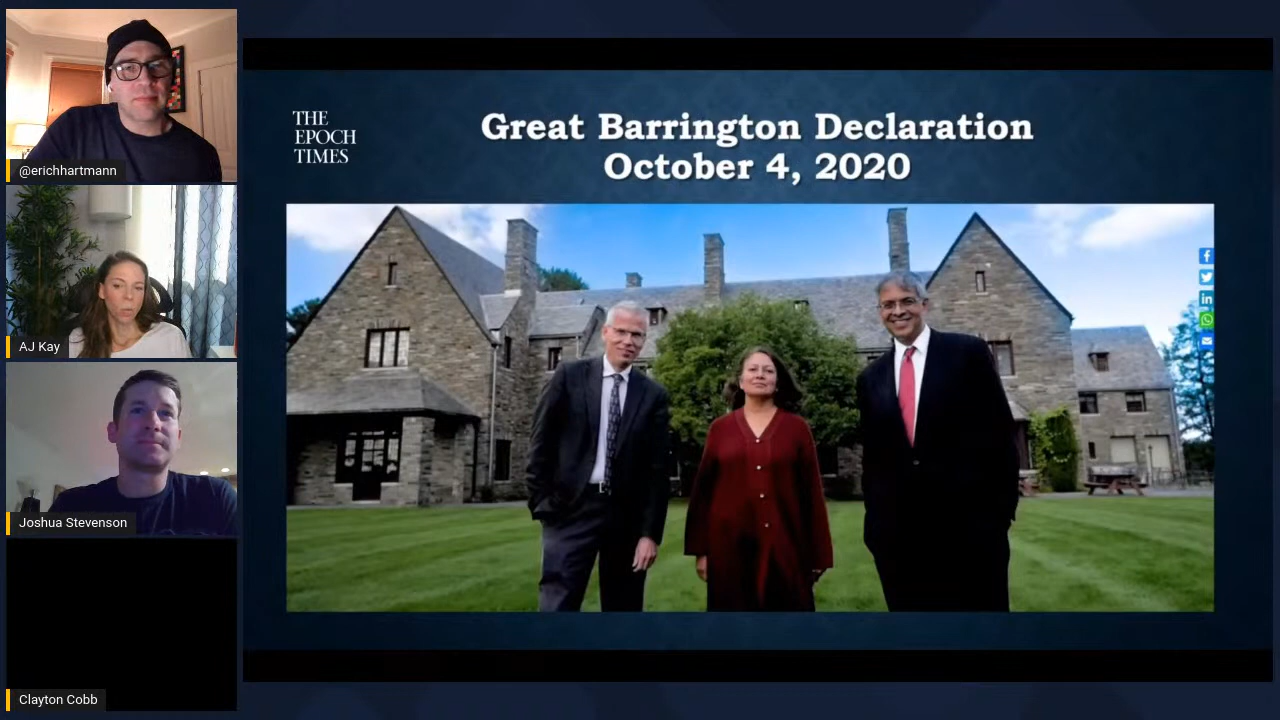 @erichhartmann
AJ Kay
Joshua Stevenson
Clayton Cobb
THE
EPOCH
TIMES
Great Barrington Declaration
October 4, 2020